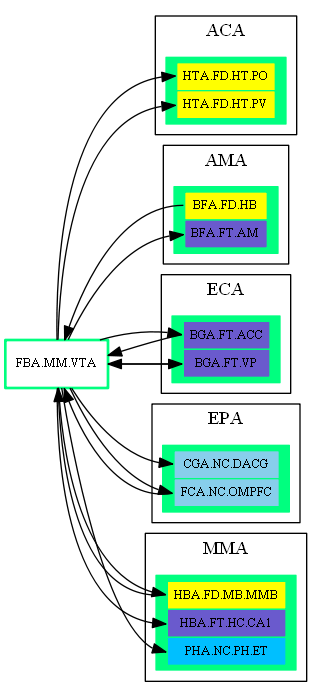 ACA
HTA.FD.HT.PO
HTA.FD.HT.PV
AMA
BFA.FD.HB
BFA.FT.AM
ECA
BGA.FT.ACC
BGA.FT.VP
FBA.MM.VTA
EPA
CGA.NC.DACG
FCA.NC.OMPFC
MMA
HBA.FD.MB.MMB
HBA.FT.HC.CA1
PHA.NC.PH.ET